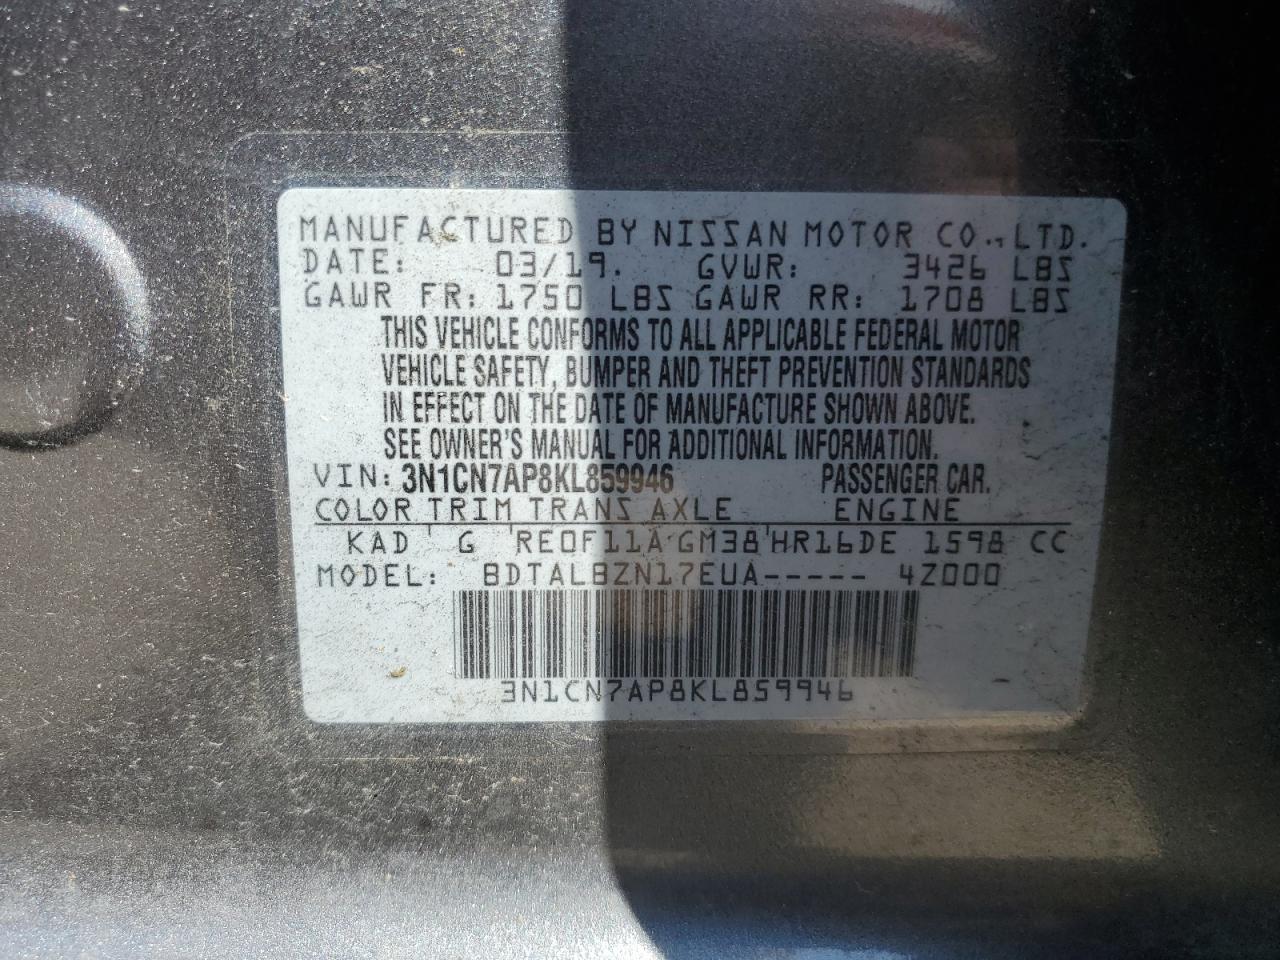 MANUFACTURED BY NISSAN MOTOR CO., LTD.
DATE: 03/19. GVWR: 3426 LBS
GAWR FR: 1750 LBS GAWR RR: 1708 LBS
THIS VEHICLE CONFORMS TO ALL APPLICABLE FEDERAL MOTOR
VEHICLE SAFETY, BUMPER AND THEFT PREVENTION STANDARDS
IN EFFECT ON THE DATE OF MANUFACTURE SHOWN ABOVE.
SEE OWNER'S MANUAL FOR ADDITIONAL INFORMATION.
VIN: 3N1CN7AP8KL859946 PASSENGER CAR.
COLOR TRIM TRANS AXLE ENGINE
KAD G RE0F11A GM38 HR16DE 1598 CC
MODEL: BDTALBZN17EUA----- 4Z000
3N1CN7AP8KL859946